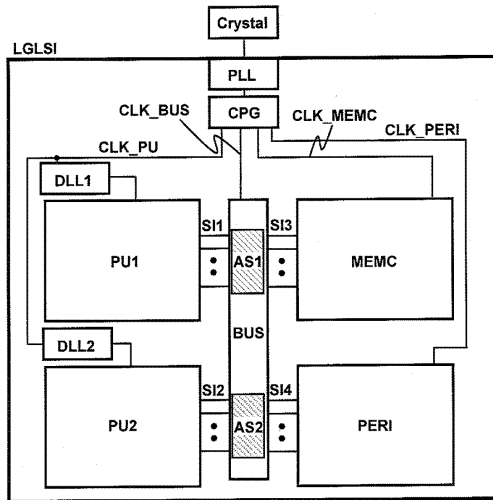 Crystal
LGLSI
PLL
CLK_BUS
CPG
CLK_MEMC
CLK_PERI
CLK_PU
DLL1
SI1
SI3
PU1
AS1
MEMC
BUS
DLL2
SI2
SI4
PU2
AS2
PERI